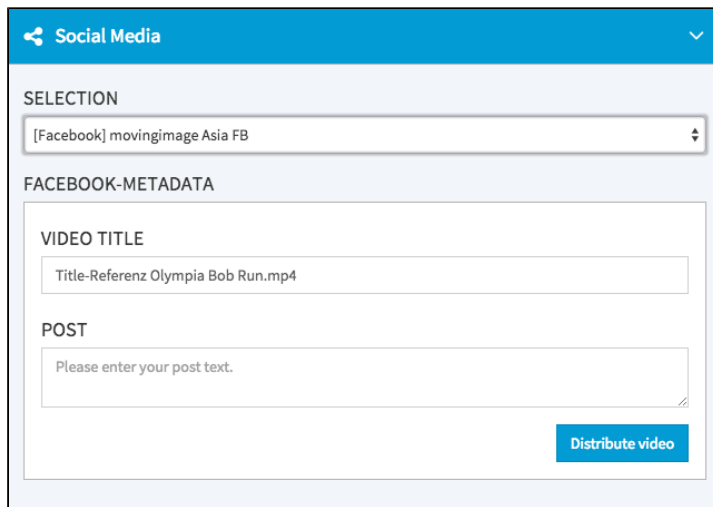 Social Media
SELECTION
[Facebook] movingimage Asia FB
FACEBOOK-METADATA
VIDEO TITLE
Title-Referenz Olympia Bob Run.mp4
POST
Please enter your post text.
Distribute video